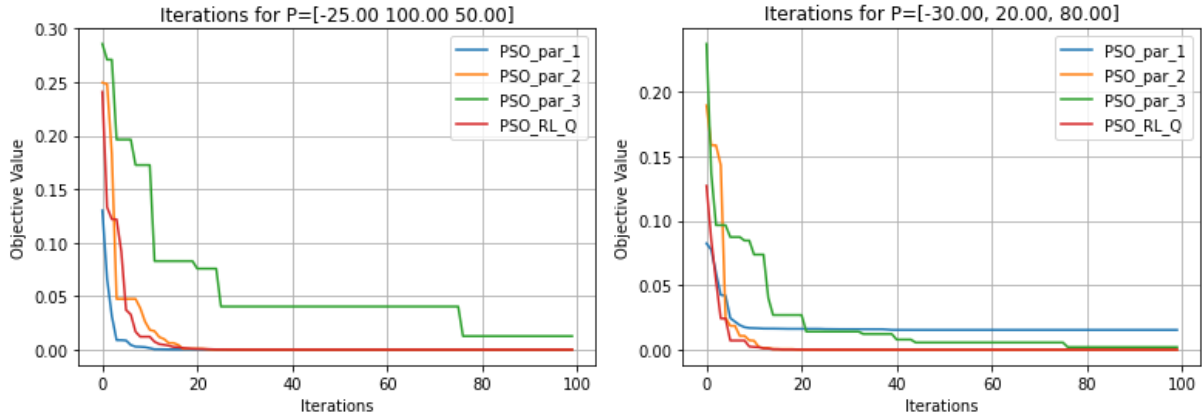 Iterations for P=[-25.00 100.00 50.00]
0.30
0.25
0.20
0.15
0.10
0.05
0.00
Objective Value
PSO_par_1
PSO_par_2
PSO_par_3
PSO_RL_Q
0 20 40 60 80 100
Iterations
Iterations for P=[-30.00, 20.00, 80.00]
0.20
0.15
0.10
0.05
0.00
Objective Value
PSO_par_1
PSO_par_2
PSO_par_3
PSO_RL_Q
0 20 40 60 80 100
Iterations